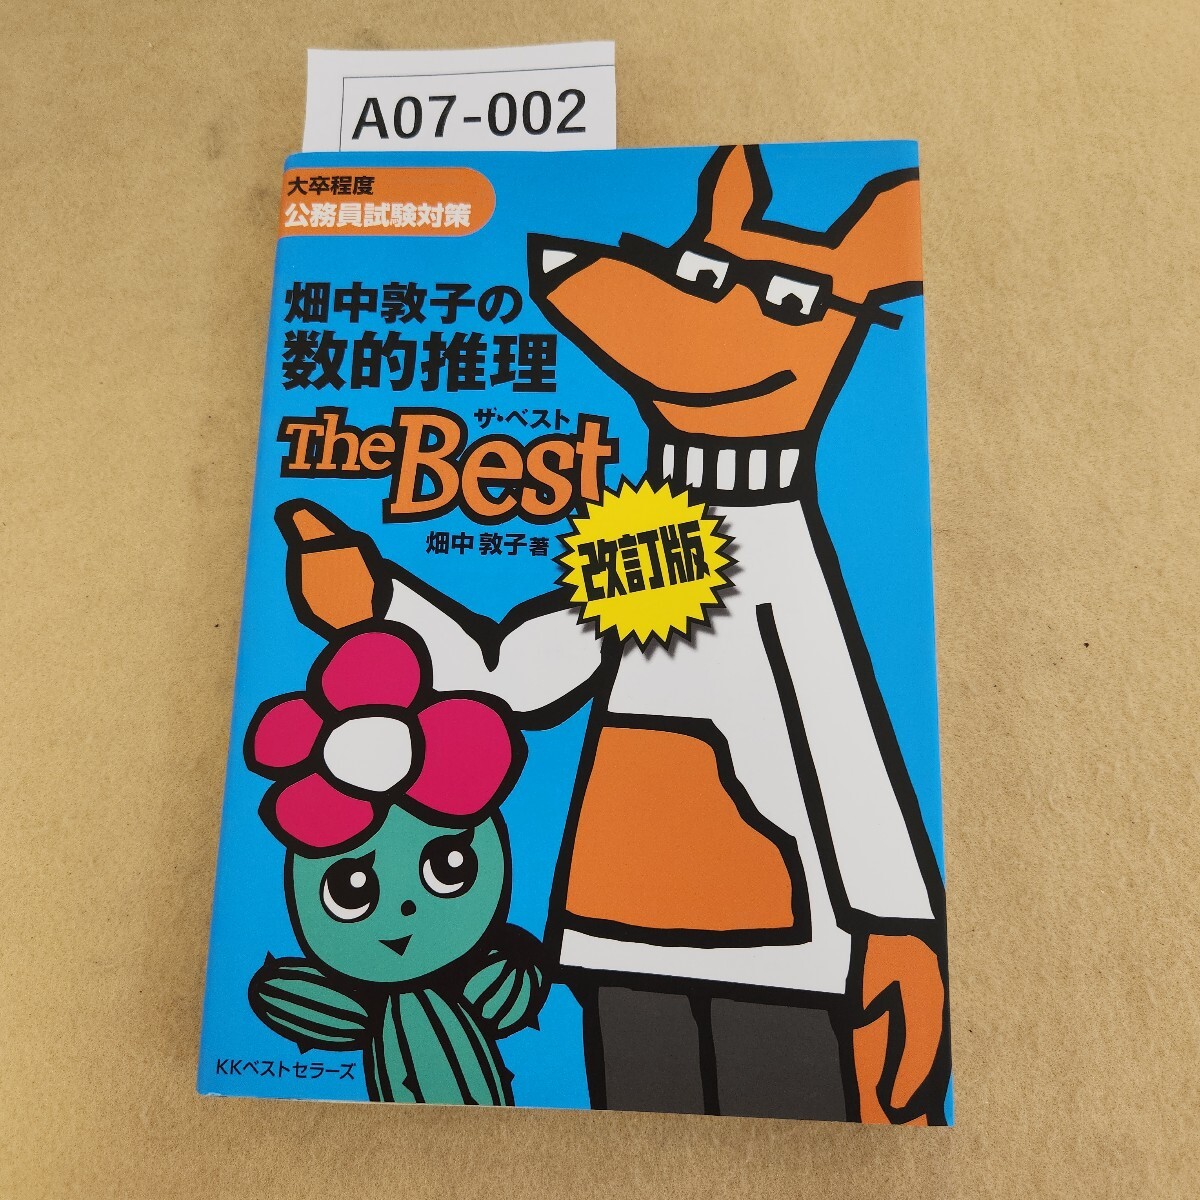 A07-002
大卒程度
公務員試験対策
畑中敦子の
数的推理
ザ・ベスト
The Best
畑中 敦子 著
改訂版
KKベストセラーズ